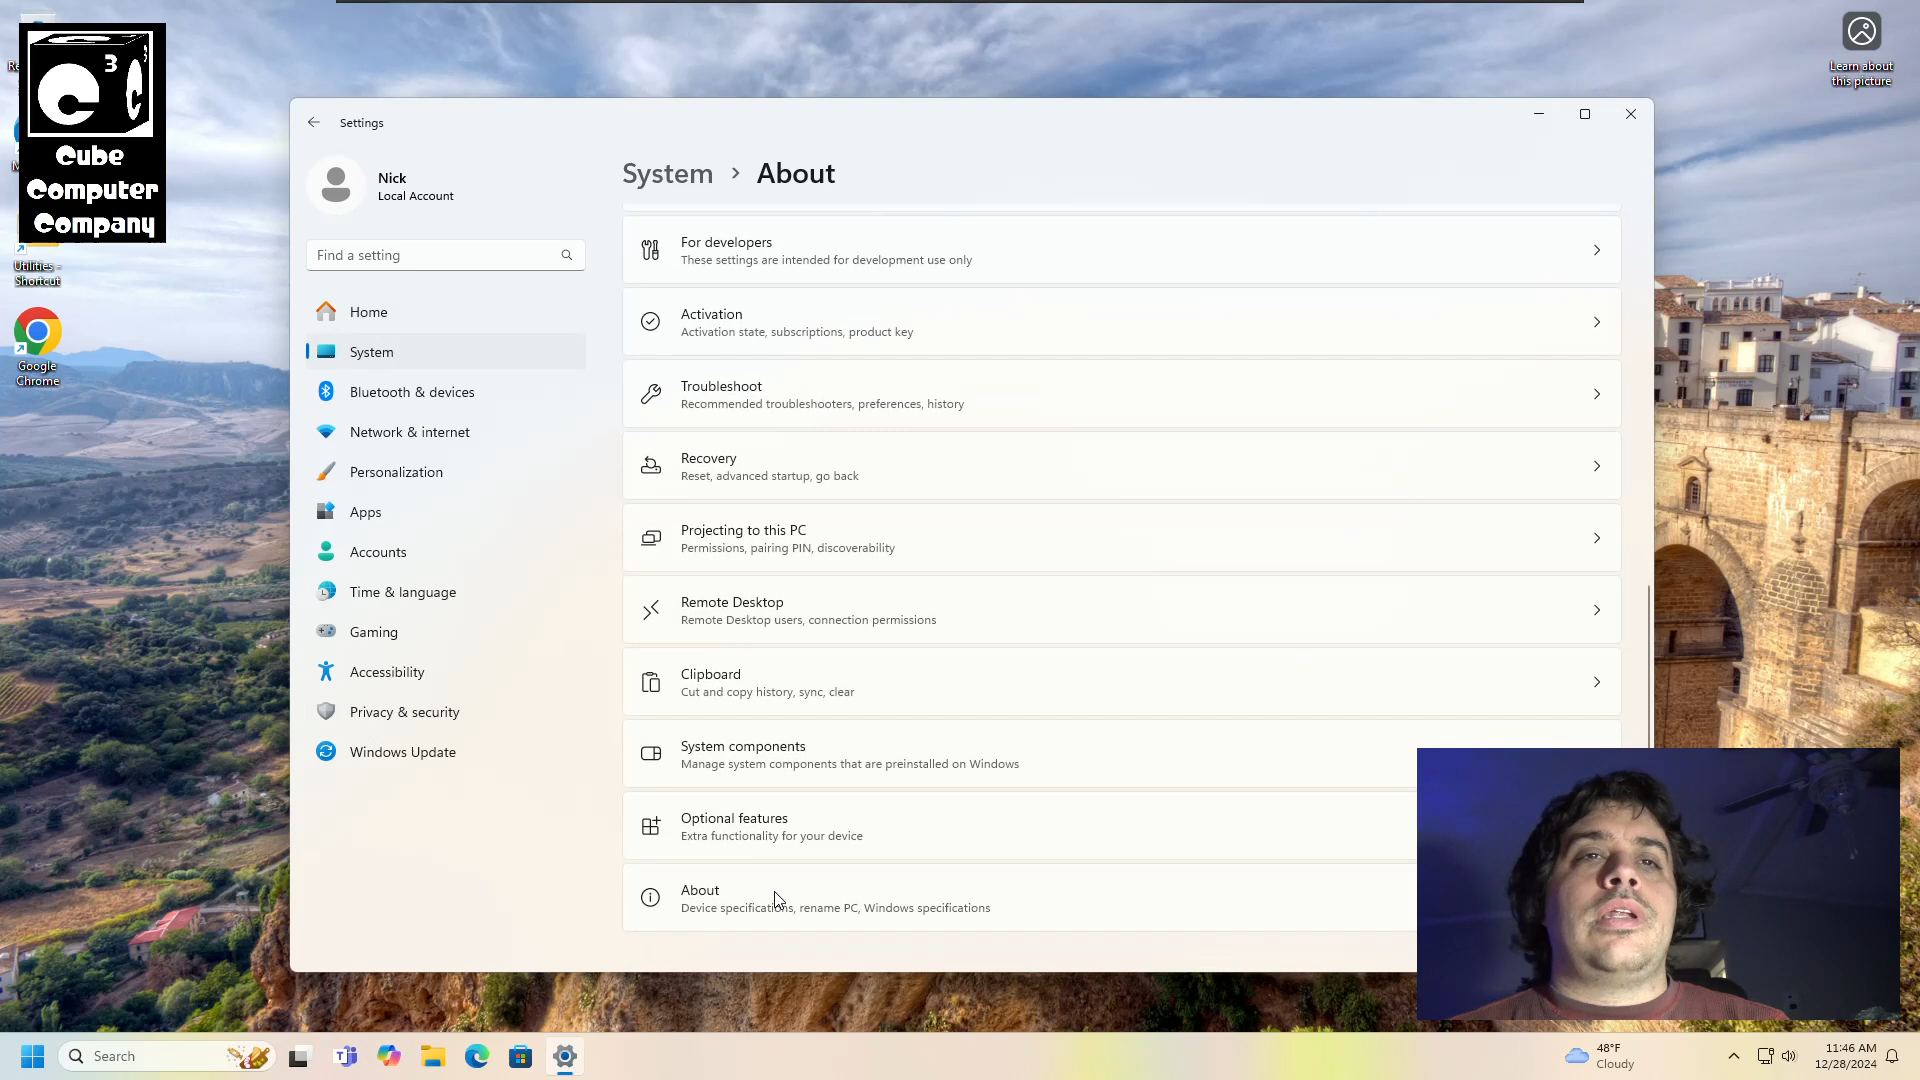 3
3
Cube
Computer
Company
Utilities -
Shortcut
Google
Chrome
Learn about
this picture
Settings
Nick
Local Account
Find a setting
Home
System
Bluetooth & devices
Network & internet
Personalization
Apps
Accounts
Time & language
Gaming
Accessibility
Privacy & security
Windows Update
System > About
For developers
These settings are intended for development use only
Activation
Activation state, subscriptions, product key
Troubleshoot
Recommended troubleshooters, preferences, history
Recovery
Reset, advanced startup, go back
Projecting to this PC
Permissions, pairing PIN, discoverability
Remote Desktop
Remote Desktop users, connection permissions
Clipboard
Cut and copy history, sync, clear
System components
Manage system components that are preinstalled on Windows
Optional features
Extra functionality for your device
About
Device specifications, rename PC, Windows specifications
Search
48°F
Cloudy
11:46 AM
12/28/2024